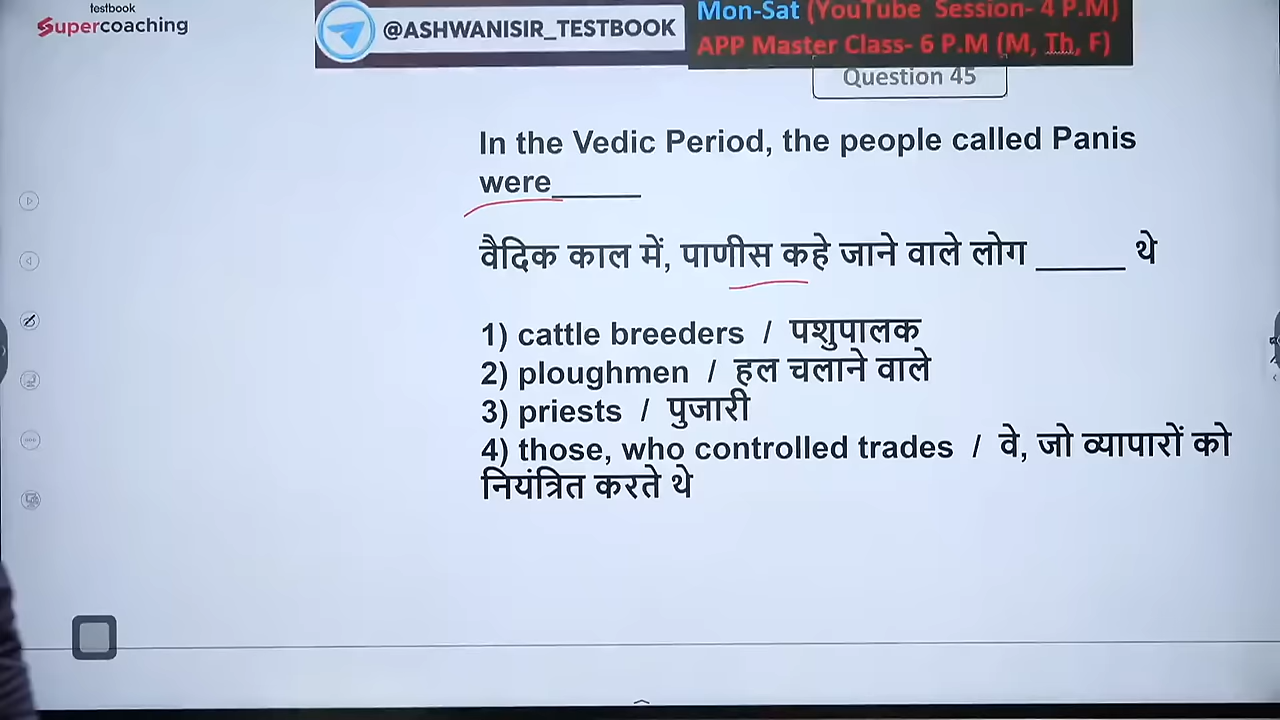 testbook
Supercoaching
@ASHWANISIR_TESTBOOK
Mon-Sat (YouTube Session- 4 P.M)
APP Master Class- 6 P.M (M, Th, F)
Question 45
In the Vedic Period, the people called Panis
were_____
वैदिक काल में, पाणीस कहे जाने वाले लोग _____ थे
1) cattle breeders / पशुपालक
2) ploughmen / हल चलाने वाले
3) priests / पुजारी
4) those, who controlled trades / वे, जो व्यापारों को
नियंत्रित करते थे